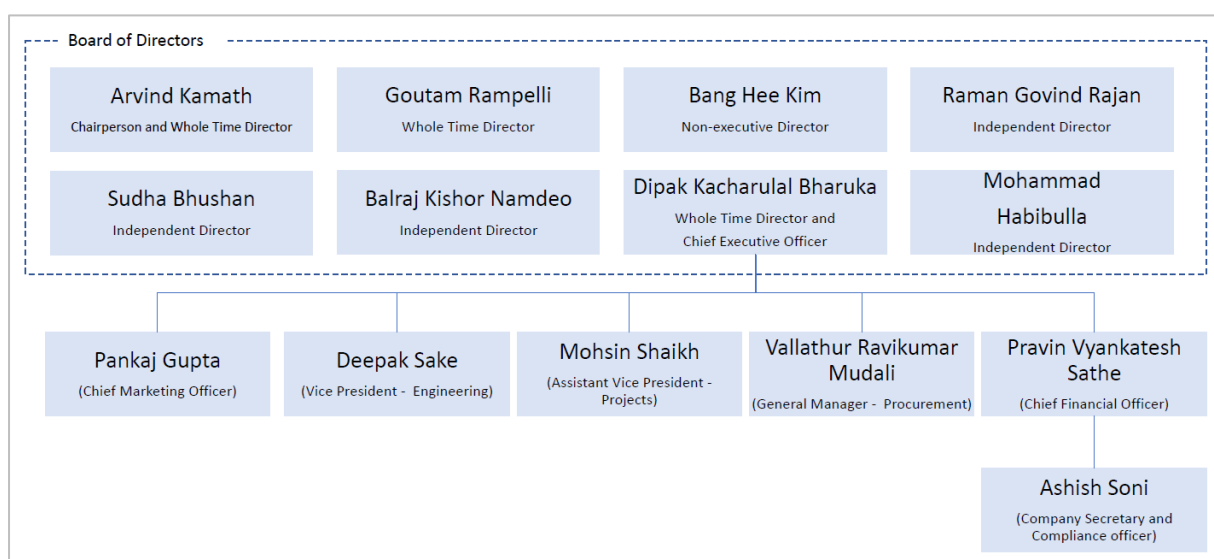 Board of Directors
Arvind Kamath
Chairperson and Whole Time Director
Goutam Rampelli
Whole Time Director
Bang Hee Kim
Non-executive Director
Raman Govind Rajan
Independent Director
Sudha Bhushan
Independent Director
Balraj Kishor Namdeo
Independent Director
Dipak Kacharulal Bharuka
Whole Time Director and
Chief Executive Officer
Mohammad
Habibulla
Independent Director
Pankaj Gupta
(Chief Marketing Officer)
Deepak Sake
(Vice President - Engineering)
Mohsin Shaikh
(Assistant Vice President -
Projects)
Vallathur Ravikumar
Mudali
(General Manager - Procurement)
Pravin Vyankatesh
Sathe
(Chief Financial Officer)
Ashish Soni
(Company Secretary and
Compliance officer)